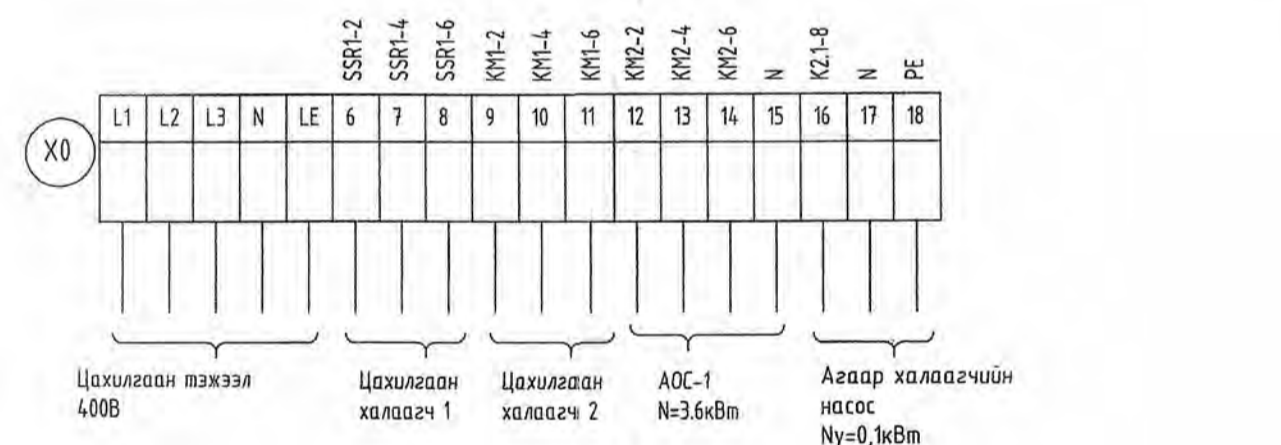 SSR1-2 SSR1-4 SSR1-6 KM1-2 KM1-4 KM1-6 KM2-2 KM2-4 KM2-6 N K2.1-8 N PE
X0 L1 L2 L3 N LE 6 7 8 9 10 11 12 13 14 15 16 17 18
Цахилгаан тэжээл
400В
Цахилгаан
халаагч 1
Цахилгаан
халаагч 2
АОС-1
N=3.6кВт
Агаар халаагчийн
насос
Nу=0,1кВт